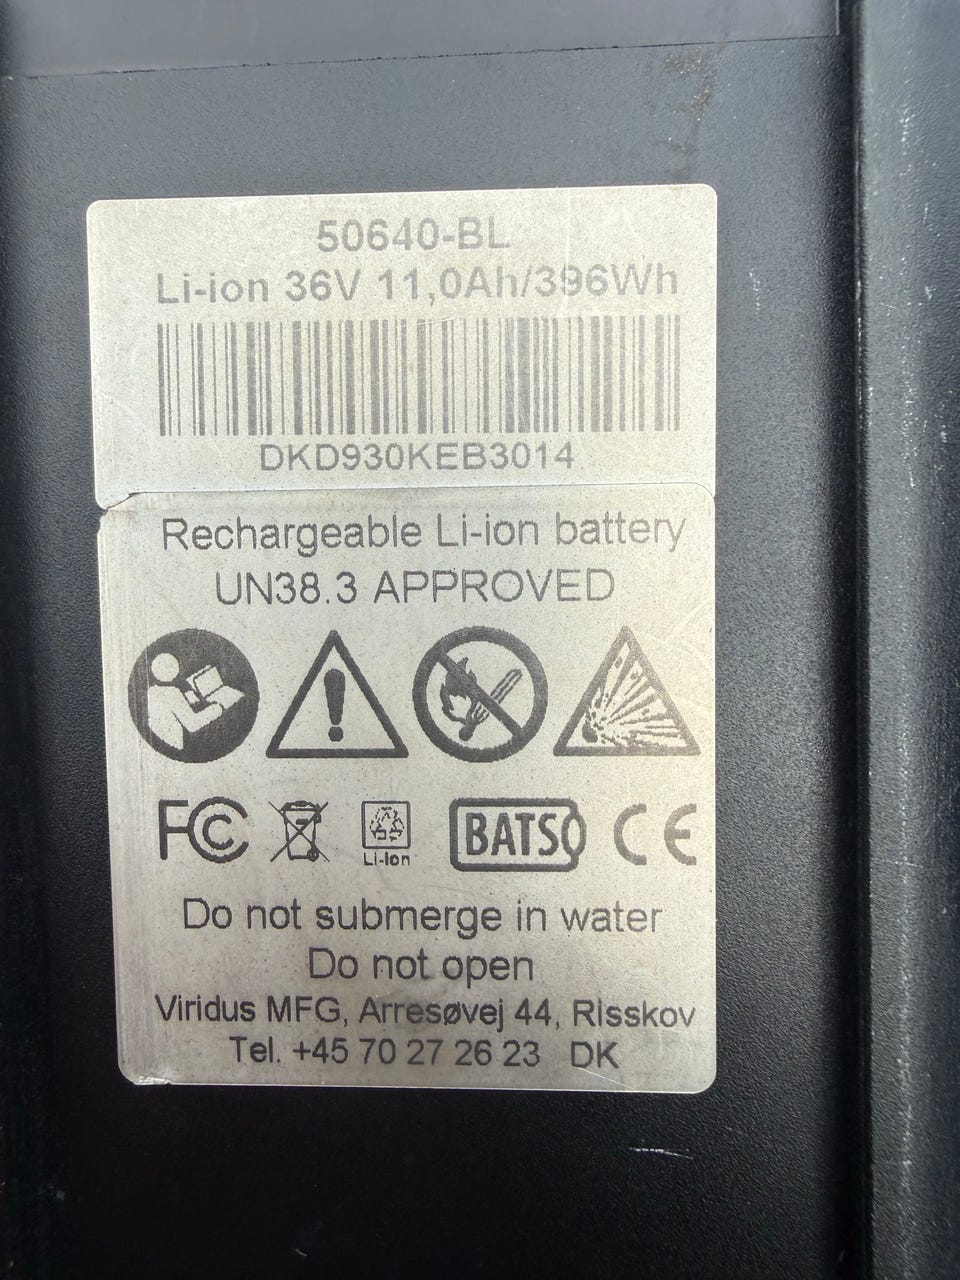 50640-BL
Li-ion 36V 11,0Ah/396Wh
DKD930KEB3014
Rechargeable Li-ion battery
UN38.3 APPROVED
FC Li-Ion BATSO CE
Do not submerge in water
Do not open
Viridus MFG, Arresøvej 44, Risskov
Tel. +45 70 27 26 23 DK